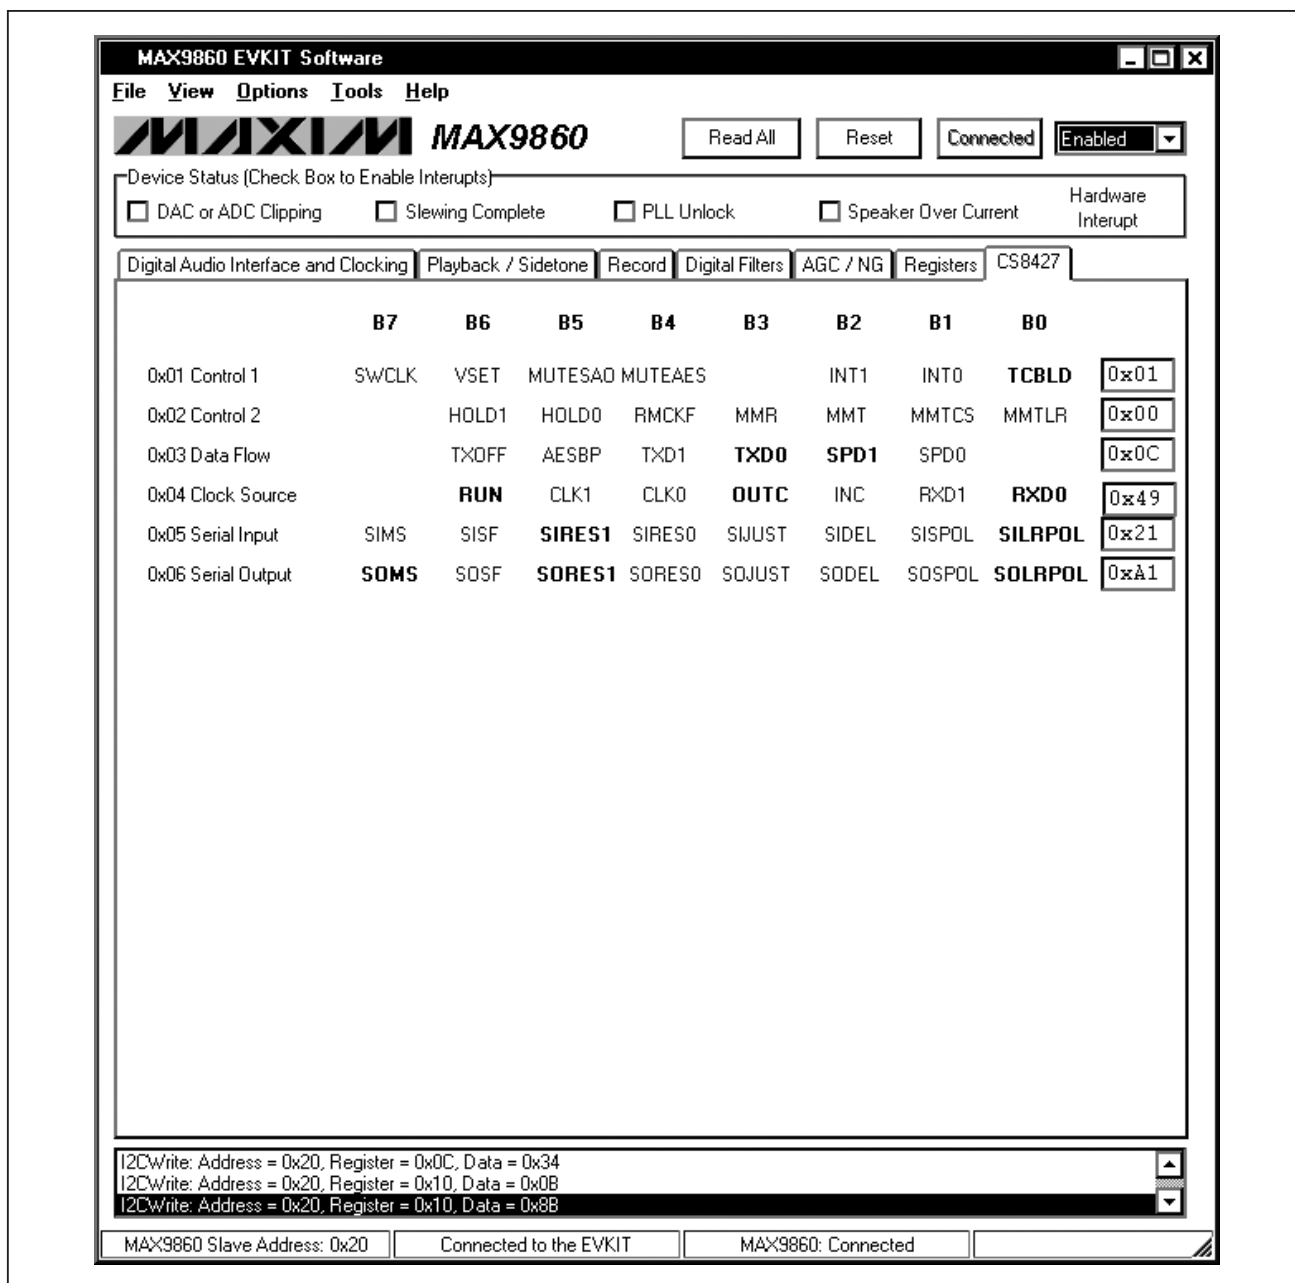 MAX9860 EVKIT Software
File View Options Tools Help
MAXIM MAX9860 Read All Reset Connected Enabled
Device Status (Check Box to Enable Interupts)
DAC or ADC Clipping Slewing Complete PLL Unlock Speaker Over Current Hardware Interupt
Digital Audio Interface and Clocking Playback / Sidetone Record Digital Filters AGC / NG Registers CS8427
B7 B6 B5 B4 B3 B2 B1 B0
0x01 Control 1 SWCLK VSET MUTESAO MUTEAES INT1 INT0 TCBLD 0x01
0x02 Control 2 HOLD1 HOLD0 RMCKF MMR MMT MMTCS MMTLR 0x00
0x03 Data Flow TXOFF AESBP TXD1 TXD0 SPD1 SPD0 0x0C
0x04 Clock Source RUN CLK1 CLK0 OUTC INC RXD1 RXD0 0x49
0x05 Serial Input SIMS SISF SIRES1 SIRES0 SIJUST SIDEL SISPOL SILRPOL 0x21
0x06 Serial Output SOMS SOSF SORES1 SORES0 SOJUST SODEL SOSPOL SOLRPOL 0xA1
I2CWrite: Address = 0x20, Register = 0x0C, Data = 0x34
I2CWrite: Address = 0x20, Register = 0x10, Data = 0x0B
I2CWrite: Address = 0x20, Register = 0x10, Data = 0x8B
MAX9860 Slave Address: 0x20 Connected to the EVKIT MAX9860: Connected